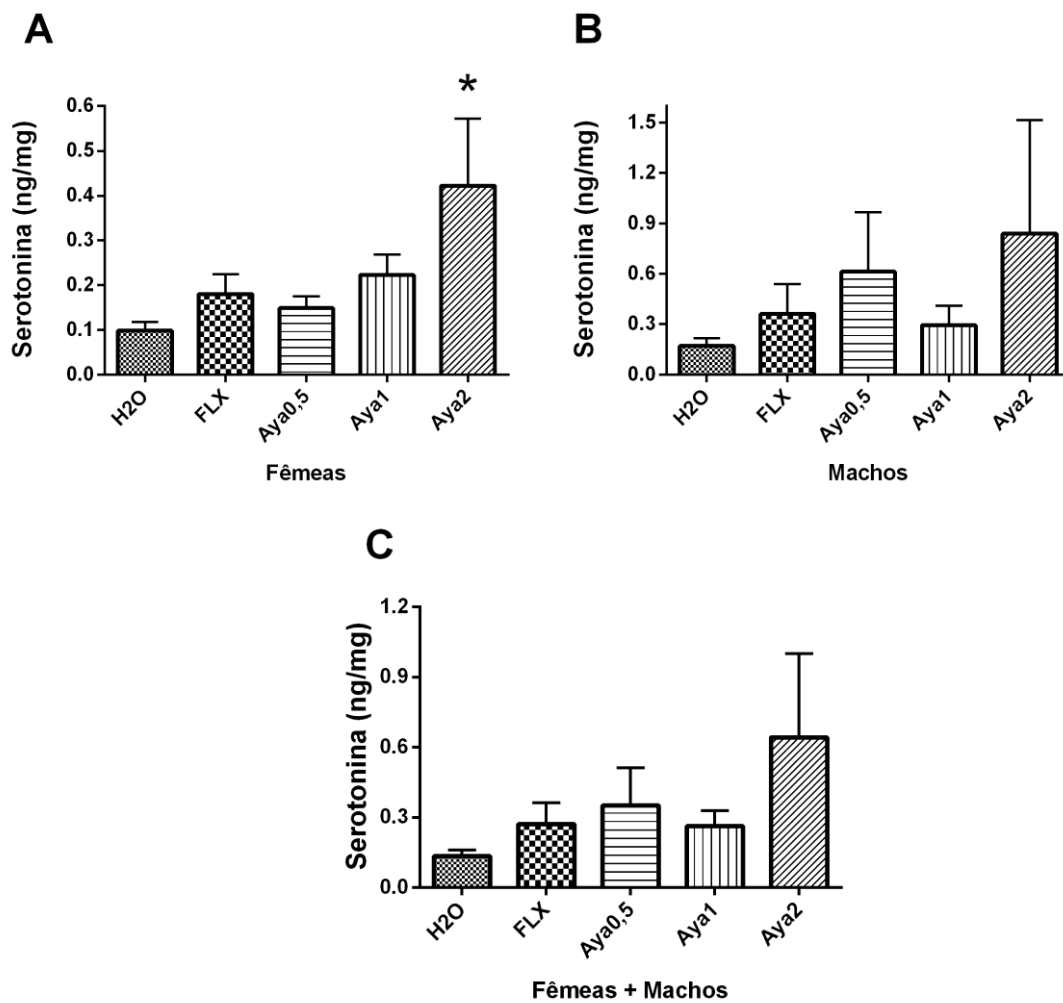 A
*
Serotonina (ng/mg)
0.6
0.5
0.4
0.3
0.2
0.1
0.0
H2O
FLX
Aya0,5
Aya1
Aya2
Fêmeas
B
Serotonina (ng/mg)
1.5
1.2
0.9
0.6
0.3
0.0
H2O
FLX
Aya0,5
Aya1
Aya2
Machos
C
Serotonina (ng/mg)
1.2
0.9
0.6
0.3
0.0
H2O
FLX
Aya0,5
Aya1
Aya2
Fêmeas + Machos